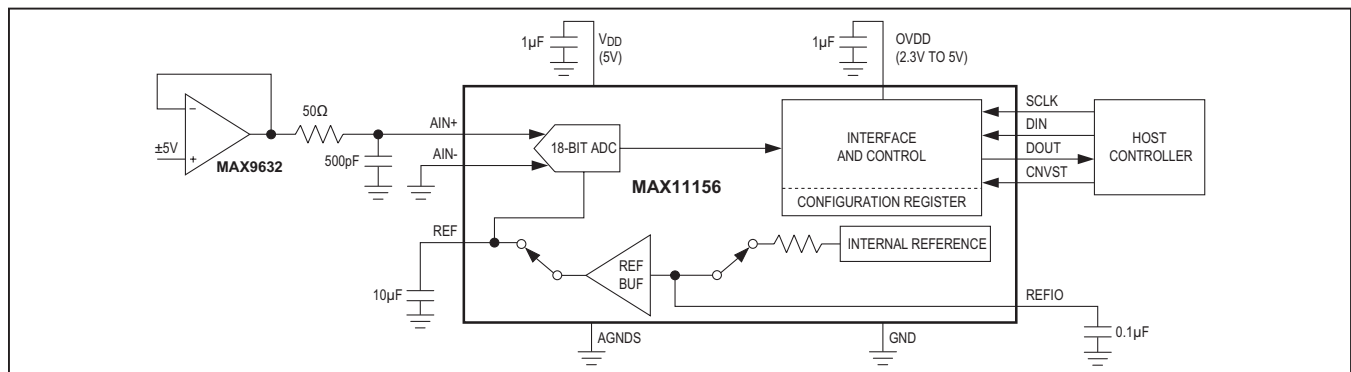 1µF
VDD
(5V)
1µF
OVDD
(2.3V TO 5V)
50Ω
AIN+
SCLK
−
±5V
+
MAX9632
500pF
AIN-
18-BIT ADC
INTERFACE
AND CONTROL
DIN
DOUT
CNVST
HOST
CONTROLLER
MAX11156
CONFIGURATION REGISTER
REF
INTERNAL REFERENCE
10µF
REF
BUF
REFIO
AGNDS
GND
0.1µF